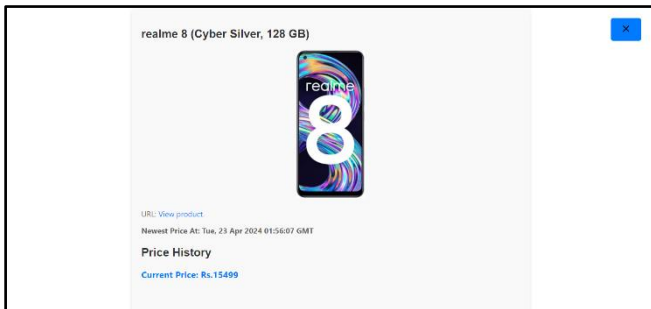 realme 8 (Cyber Silver, 128 GB)
×
realme
8
URL: View product
Newest Price At: Tue, 23 Apr 2024 01:56:07 GMT
Price History
Current Price: Rs.15499